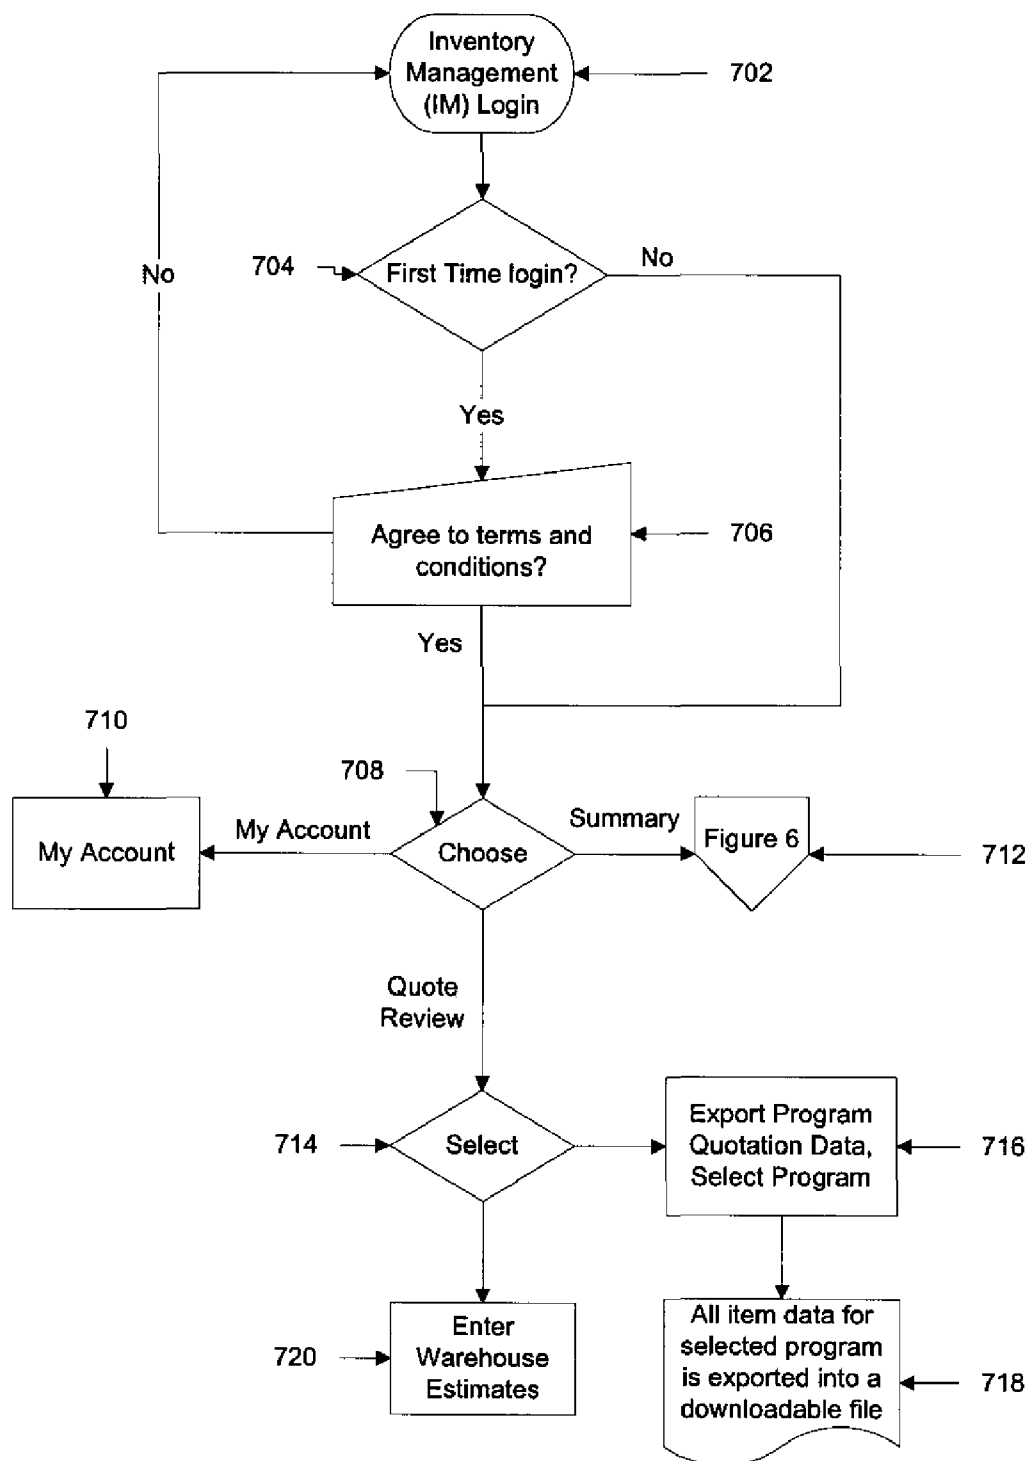 Inventory
Management
(IM) Login
702
No
704
First Time login?
No
Yes
Agree to terms and
conditions?
706
Yes
710
708
My Account
My Account
Choose
Summary
Figure 6
712
Quote
Review
714
Select
Export Program
Quotation Data,
Select Program
716
720
Enter
Warehouse
Estimates
All item data for
selected program
is exported into a
downloadable file
718